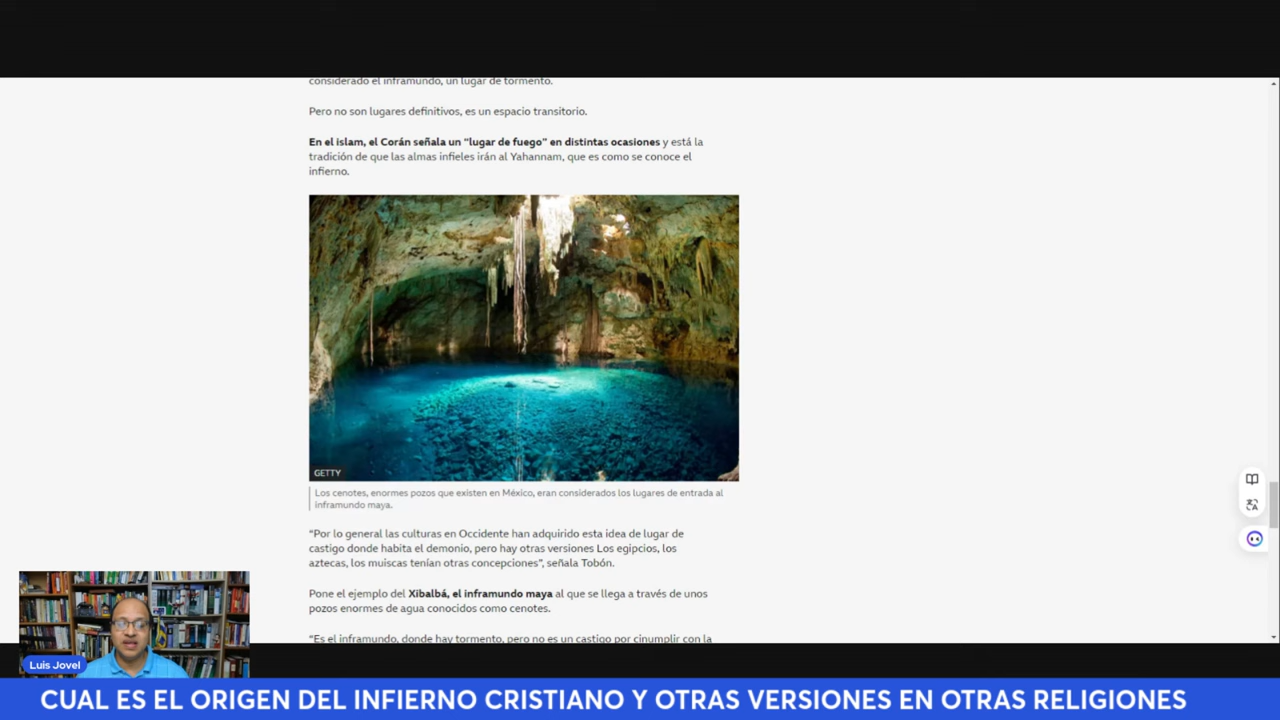 considerado el inframundo, un lugar de tormento.
Pero no son lugares definitivos, es un espacio transitorio.
En el islam, el Corán señala un “lugar de fuego” en distintas ocasiones y está la
tradición de que las almas infieles irán al Yahannam, que es como se conoce el
infierno.
GETTY
Los cenotes, enormes pozos que existen en México, eran considerados los lugares de entrada al
inframundo maya.
“Por lo general las culturas en Occidente han adquirido esta idea de lugar de
castigo donde habita el demonio, pero hay otras versiones Los egipcios, los
aztecas, los muiscas tenían otras concepciones”, señala Tobón.
Pone el ejemplo del Xibalbá, el inframundo maya al que se llega a través de unos
pozos enormes de agua conocidos como cenotes.
“Es el inframundo, donde hay tormento, pero no es un castigo por cinumplir con la
Luis Jovel
CUAL ES EL ORIGEN DEL INFIERNO CRISTIANO Y OTRAS VERSIONES EN OTRAS RELIGIONES